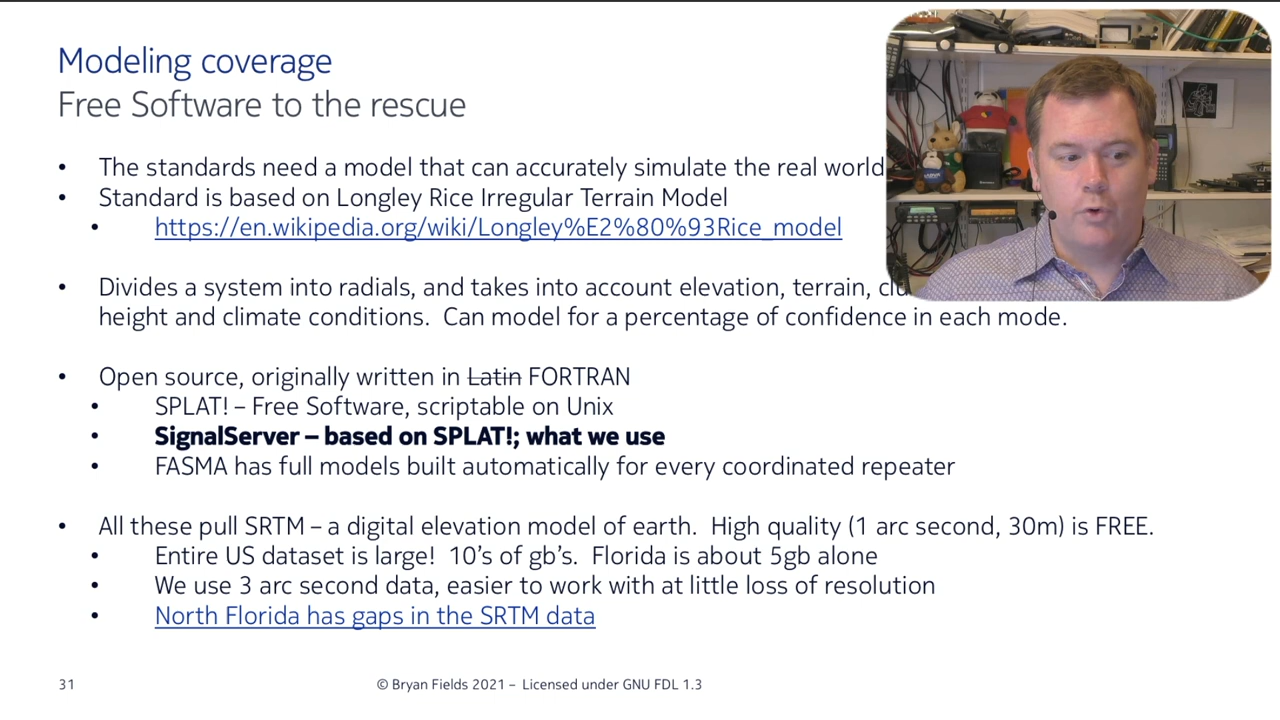 Modeling coverage
Free Software to the rescue
• The standards need a model that can accurately simulate the real world
• Standard is based on Longley Rice Irregular Terrain Model
• https://en.wikipedia.org/wiki/Longley%E2%80%93Rice_model
• Divides a system into radials, and takes into account elevation, terrain,
height and climate conditions.  Can model for a percentage of confidence in each mode.
• Open source, originally written in Latin FORTRAN
• SPLAT! – Free Software, scriptable on Unix
• SignalServer – based on SPLAT!; what we use
• FASMA has full models built automatically for every coordinated repeater
• All these pull SRTM – a digital elevation model of earth.  High quality (1 arc second, 30m) is FREE.
• Entire US dataset is large!  10’s of gb’s.  Florida is about 5gb alone
• We use 3 arc second data, easier to work with at little loss of resolution
• North Florida has gaps in the SRTM data
31
© Bryan Fields 2021 –  Licensed under GNU FDL 1.3